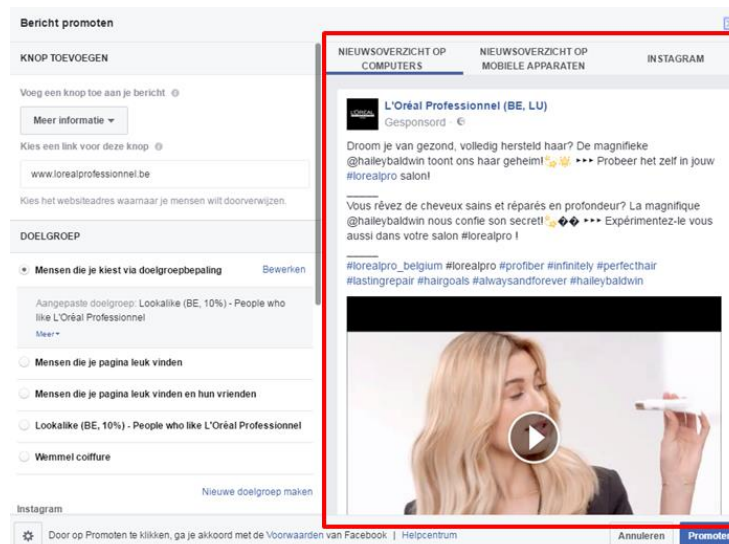 Bericht promoten
KNOP TOEVOEGEN
Voeg een knop toe aan je bericht
Meer informatie
Kies een link voor deze knop
www.lorealprofessionnel.be
Kies het websiteadres waarnaar je mensen wilt doorverwijzen.
DOELGROEP
Mensen die je kiest via doelgroepbepaling Bewerken
Aangepaste doelgroep: Lookalike (BE, 10%) - People who
like L'Oréal Professionnel
Meer
Mensen die je pagina leuk vinden
Mensen die je pagina leuk vinden en hun vrienden
Lookalike (BE, 10%) - People who like L'Oréal Professionnel
Wemmel coiffure
Nieuwe doelgroep maken
Instagram
NIEUWSOVERZICHT OP
COMPUTERS
NIEUWSOVERZICHT OP
MOBIELE APPARATEN
INSTAGRAM
L'Oréal Professionnel (BE, LU)
Gesponsord ·
Droom je van gezond, volledig hersteld haar? De magnifieke
@haileybaldwin toont ons haar geheim!💫👑 ➤➤➤ Probeer het zelf in jouw
#lorealpro salon!
_____
Vous rêvez de cheveux sains et réparés en profondeur? La magnifique
@haileybaldwin nous confie son secret!💫�� ➤➤➤ Expérimentez-le vous
aussi dans votre salon #lorealpro !
_____
#lorealpro_belgium #lorealpro #profiber #infinitely #perfecthair
#lastingrepair #hairgoals #alwaysandforever #haileybaldwin
Door op Promoten te klikken, ga je akkoord met de Voorwaarden van Facebook | Helpcentrum
Annuleren Promoten